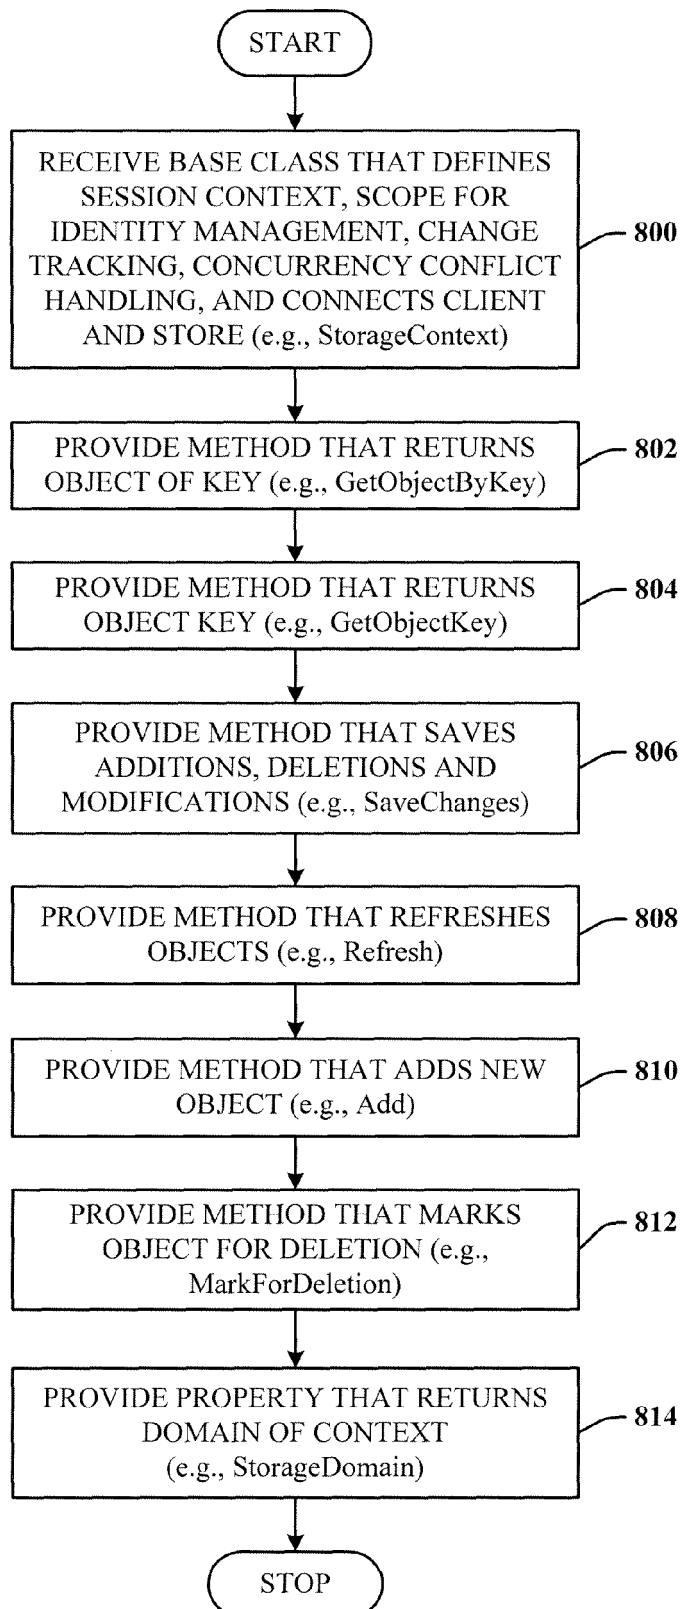 START
RECEIVE BASE CLASS THAT DEFINES
SESSION CONTEXT, SCOPE FOR
IDENTITY MANAGEMENT, CHANGE
TRACKING, CONCURRENCY CONFLICT
HANDLING, AND CONNECTS CLIENT
AND STORE (e.g., StorageContext)
800
PROVIDE METHOD THAT RETURNS
OBJECT OF KEY (e.g., GetObjectByKey)
802
PROVIDE METHOD THAT RETURNS
OBJECT KEY (e.g., GetObjectKey)
804
PROVIDE METHOD THAT SAVES
ADDITIONS, DELETIONS AND
MODIFICATIONS (e.g., SaveChanges)
806
PROVIDE METHOD THAT REFRESHES
OBJECTS (e.g., Refresh)
808
PROVIDE METHOD THAT ADDS NEW
OBJECT (e.g., Add)
810
PROVIDE METHOD THAT MARKS
OBJECT FOR DELETION (e.g.,
MarkForDeletion)
812
PROVIDE PROPERTY THAT RETURNS
DOMAIN OF CONTEXT
(e.g., StorageDomain)
814
STOP